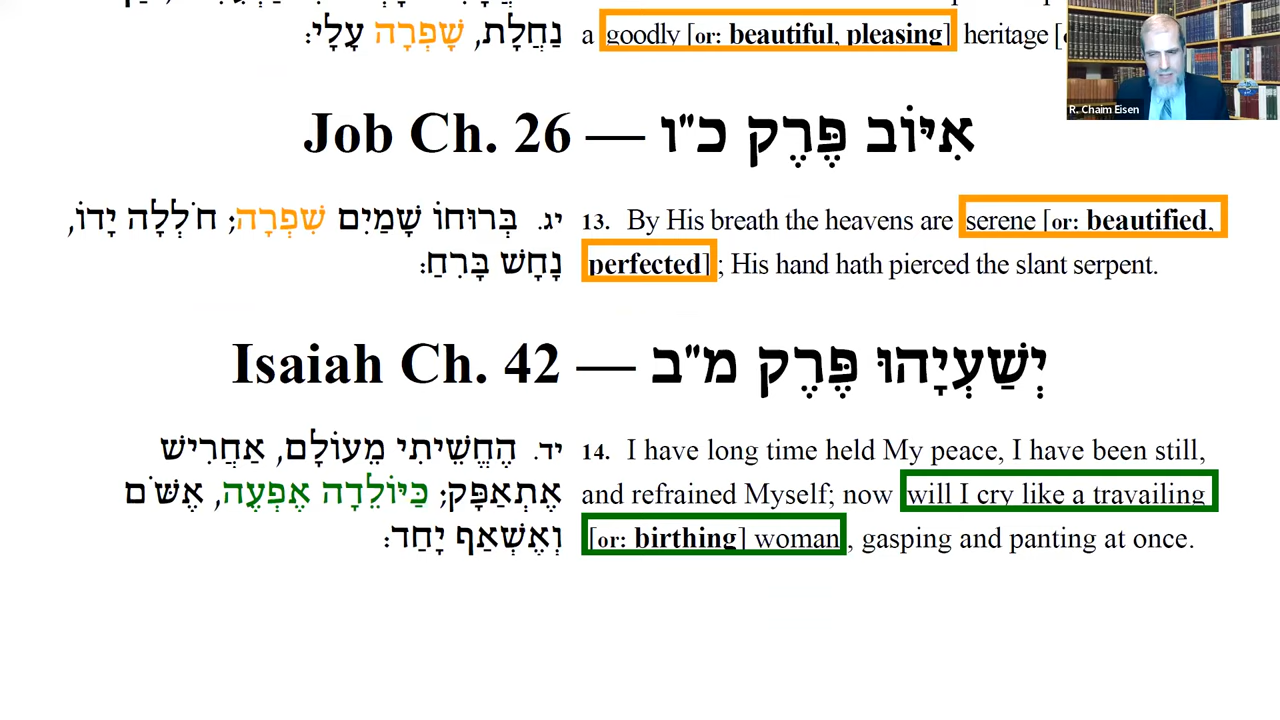 נַחֲלָת, שָׁפְרָה עָלָי:
a goodly [or: beautiful, pleasing] heritage
R. Chaim Eisen
Job Ch. 26 — אִיּוֹב פֶּרֶק כ"ו
יג. בְּרוּחוֹ שָׁמַיִם שִׁפְרָה; חֹלְלָה יָדוֹ,
נָחָשׁ בָּרִחַ:
13. By His breath the heavens are serene [or: beautified,
perfected]; His hand hath pierced the slant serpent.
Isaiah Ch. 42 — יְשַׁעְיָהוּ פֶּרֶק מ"ב
יד. הֶחֱשֵׁיתִי מֵעוֹלָם, אַחֲרִישׁ
אֶתְאַפָּק; כַּיּוֹלֵדָה אֶפְעֶה, אֶשֹּׁם
וְאֶשְׁאַף יָחַד:
14. I have long time held My peace, I have been still,
and refrained Myself; now will I cry like a travailing
[or: birthing] woman, gasping and panting at once.